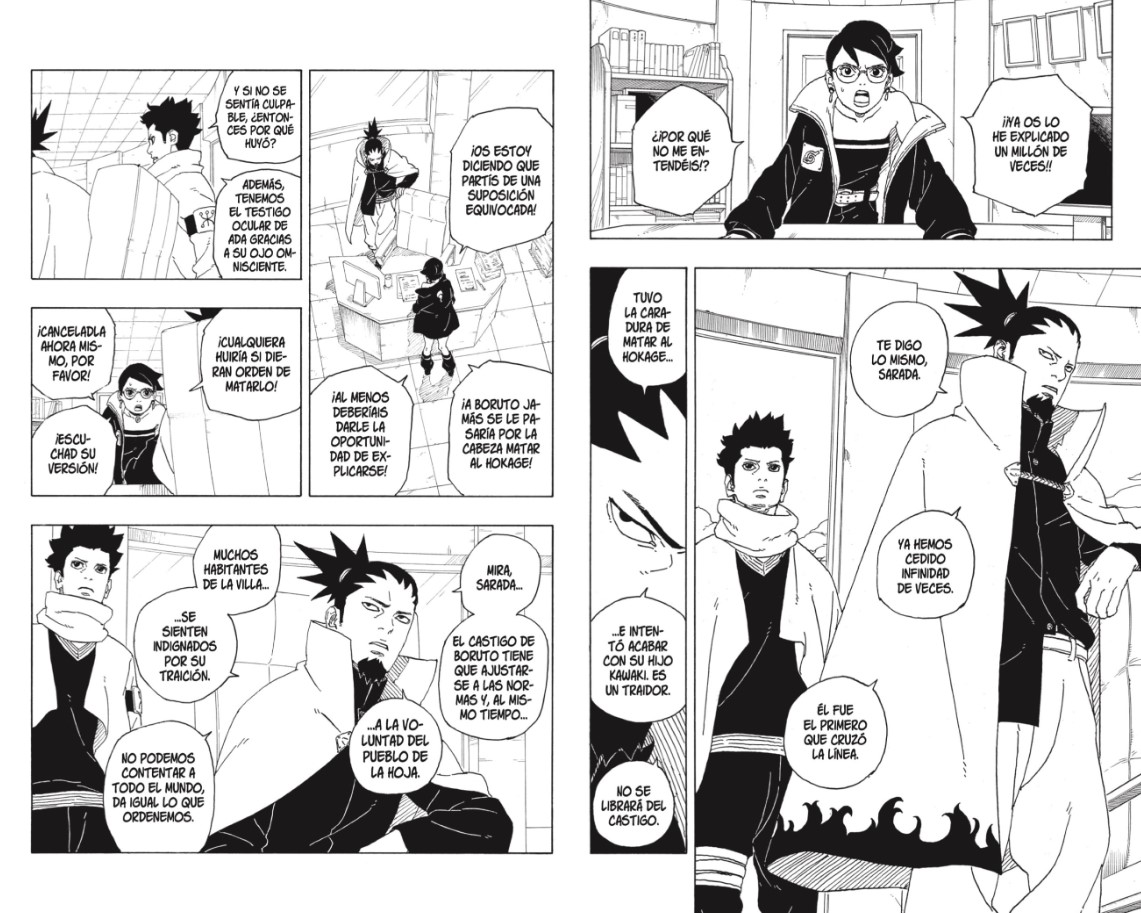 ¡¡YA OS LO
HE EXPLICADO
UN MILLÓN DE
VECES!!
¿¡POR QUÉ
NO ME EN-
TENDÉIS!?
TE DIGO
LO MISMO,
SARADA.
YA HEMOS
CEDIDO
INFINIDAD
DE VECES.
ÉL FUE
EL PRIMERO
QUE CRUZÓ
LA LÍNEA.
TUVO
LA CARA-
DURA DE
MATAR AL
HOKAGE...
...E INTEN-
TÓ ACABAR
CON SU HIJO
KAWAKI. ES
UN TRAIDOR.
NO SE
LIBRARÁ DEL
CASTIGO.
¡OS ESTOY
DICIENDO QUE
PARTÍS DE UNA
SUPOSICIÓN
EQUIVOCADA!
¡A BORUTO JA-
MÁS SE LE PA-
SARÍA POR LA
CABEZA MATAR
AL HOKAGE!
¡AL MENOS
DEBERÍAIS
DARLE LA
OPORTUNI-
DAD DE EX-
PLICARSE!
Y SI NO SE
SENTÍA CULPA-
BLE, ¿ENTON-
CES POR QUÉ
HUYÓ?
ADEMÁS,
TENEMOS
EL TESTIGO
OCULAR DE
ADA GRACIAS
A SU OJO OM-
NISCIENTE.
¡CUALQUIERA
HUIRÍA SI DIE-
RAN ORDEN DE
MATARLO!
¡CANCELADLA
AHORA MIS-
MO, POR
FAVOR!
¡ESCU-
CHAD SU
VERSIÓN!
MIRA,
SARADA...
EL CASTIGO DE
BORUTO TIENE
QUE AJUSTAR-
SE A LAS NOR-
MAS Y, AL MIS-
MO TIEMPO...
...A LA VO-
LUNTAD DEL
PUEBLO DE
LA HOJA.
MUCHOS
HABITANTES
DE LA VILLA...
...SE
SIENTEN
INDIGNADOS
POR SU
TRAICIÓN.
NO PODEMOS
CONTENTAR A
TODO EL MUNDO,
DA IGUAL LO QUE
ORDENEMOS.